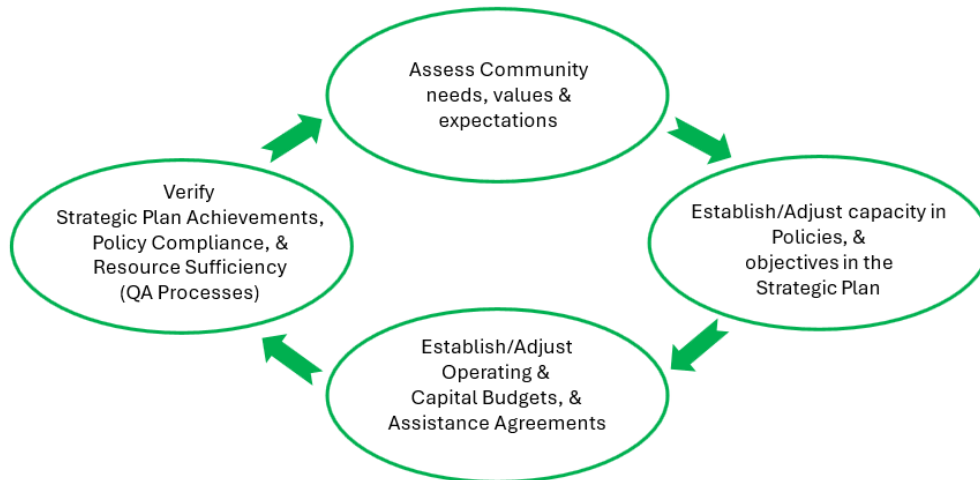 Assess Community
needs, values &
expectations
Establish/Adjust capacity in
Policies, &
objectives in the
Strategic Plan
Establish/Adjust
Operating &
Capital Budgets, &
Assistance Agreements
Verify
Strategic Plan Achievements,
Policy Compliance, &
Resource Sufficiency
(QA Processes)